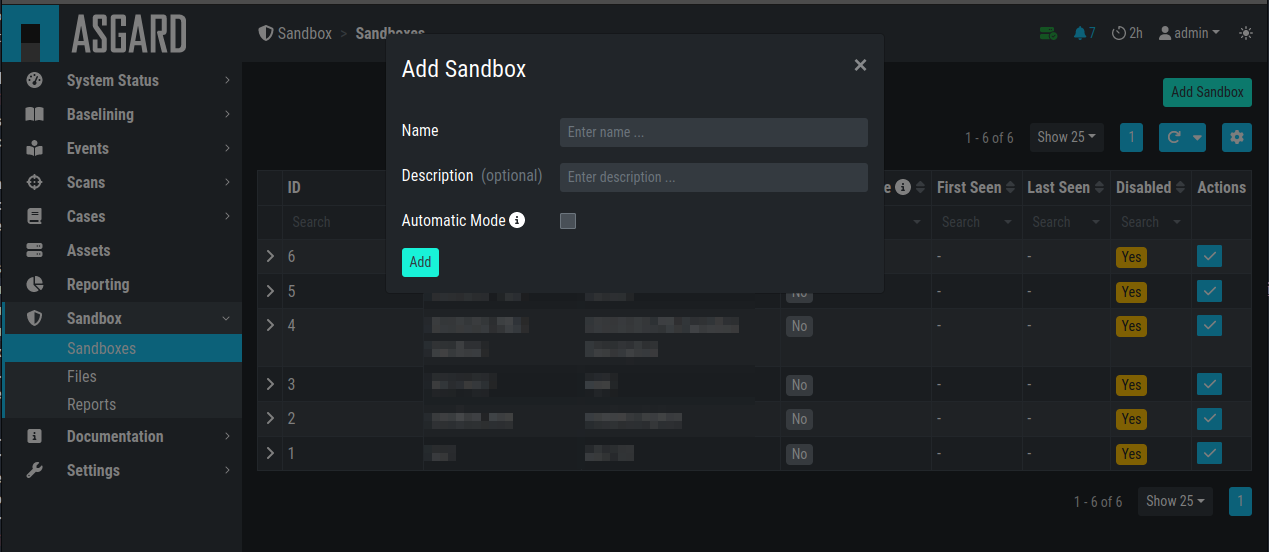 ASGARD
Sandbox > Sandboxes
7 2h admin
Add Sandbox
Name Enter name ...
Description (optional) Enter description ...
Automatic Mode
Add
System Status
Baselining
Events
Scans
Cases
Assets
Reporting
Sandbox
Sandboxes
Files
Reports
Documentation
Settings
Add Sandbox
1 - 6 of 6 Show 25 1
ID First Seen Last Seen Disabled Actions
Search Search Search Search
6 - - Yes
5 No - - Yes
4 No - - Yes
3 No - - Yes
2 No - - Yes
1 No - - Yes
1 - 6 of 6 Show 25 1